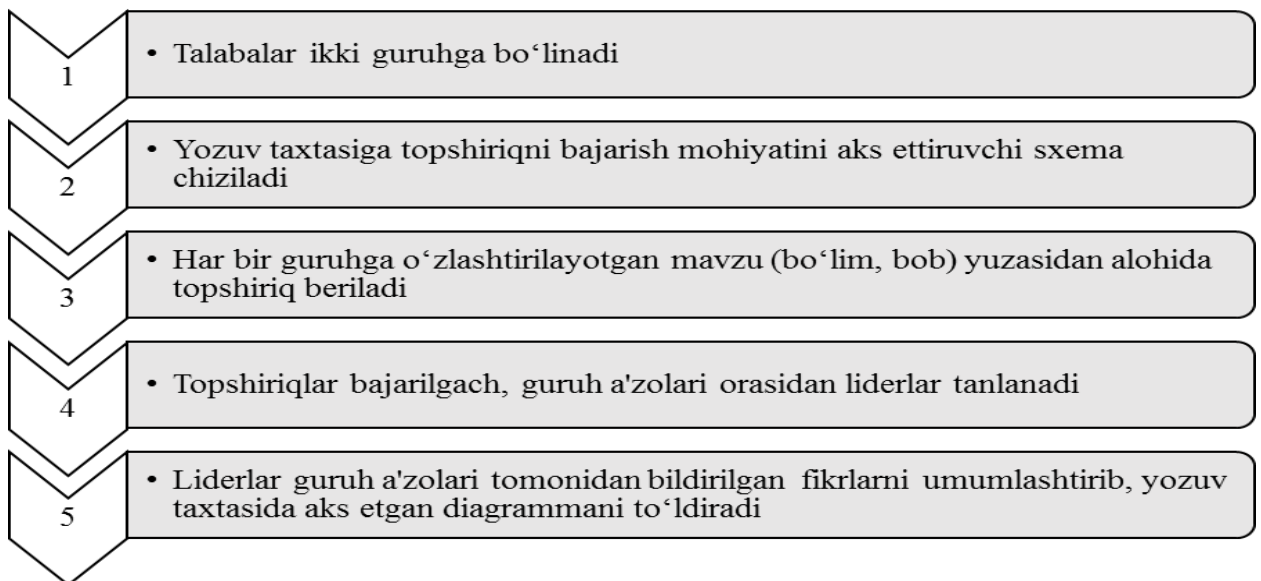 1
• Talabalar ikki guruhga bo‘linadi
2
• Yozuv taxtasiga topshiriqni bajarish mohiyatini aks ettiruvchi sxema
chiziladi
3
• Har bir guruhga o‘zlashtirilayotgan mavzu (bo‘lim, bob) yuzasidan alohida
topshiriq beriladi
4
• Topshiriqlar bajarilgach, guruh a'zolari orasidan liderlar tanlanadi
5
• Liderlar guruh a'zolari tomonidan bildirilgan fikrlarni umumlashtirib, yozuv
taxtasida aks etgan diagrammani to‘ldiradi